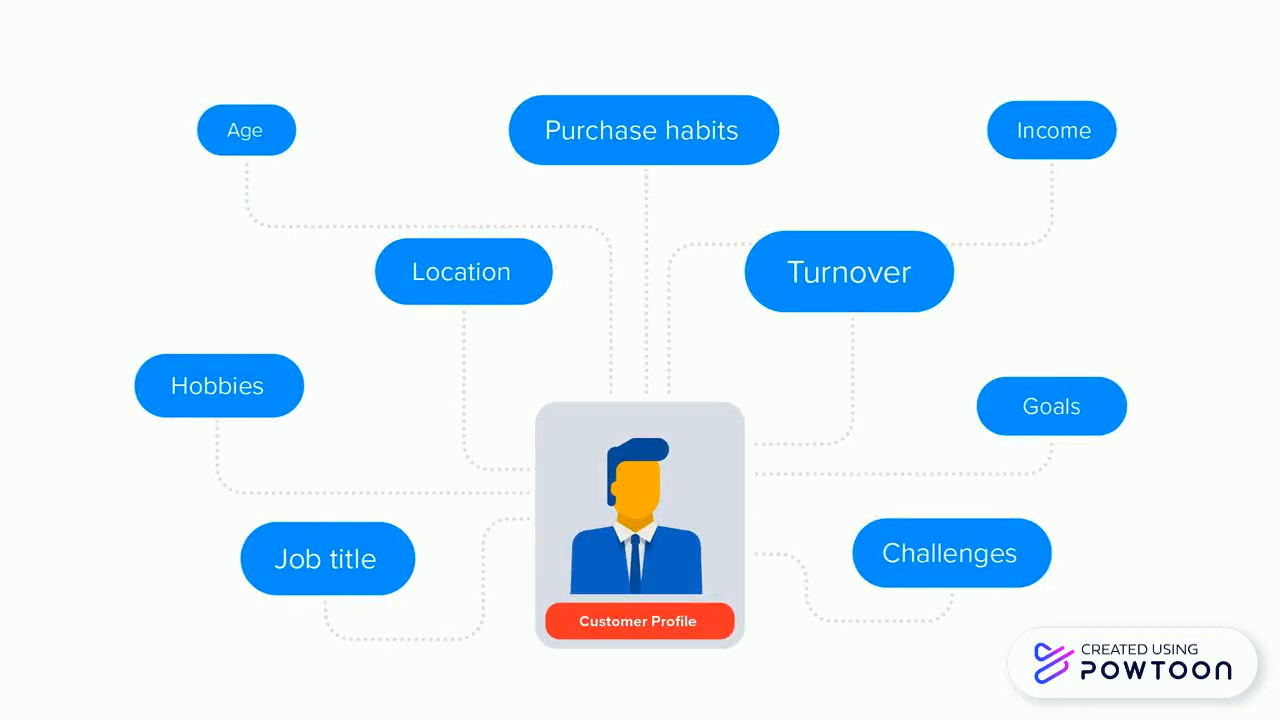 Age
Purchase habits
Income
Location
Turnover
Hobbies
Goals
Job title
Challenges
Customer Profile
CREATED USING
POWTOON